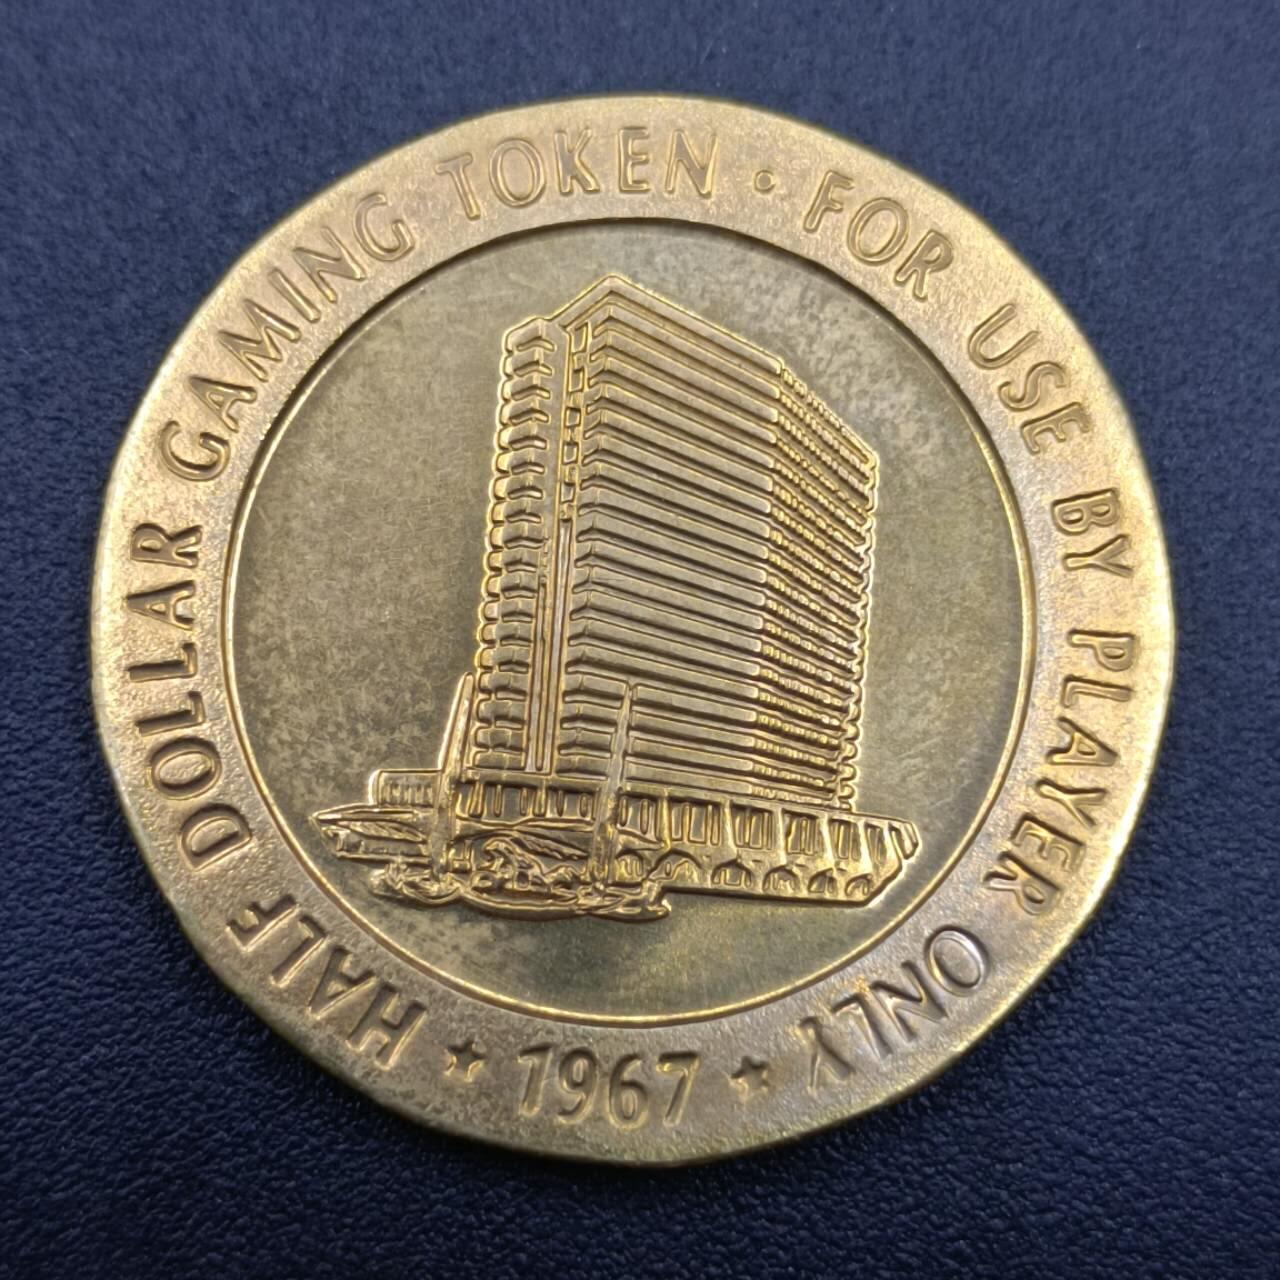 HALF DOLLAR GAMING TOKEN • FOR USE BY PLAYER ONLY
★ 1967 ★